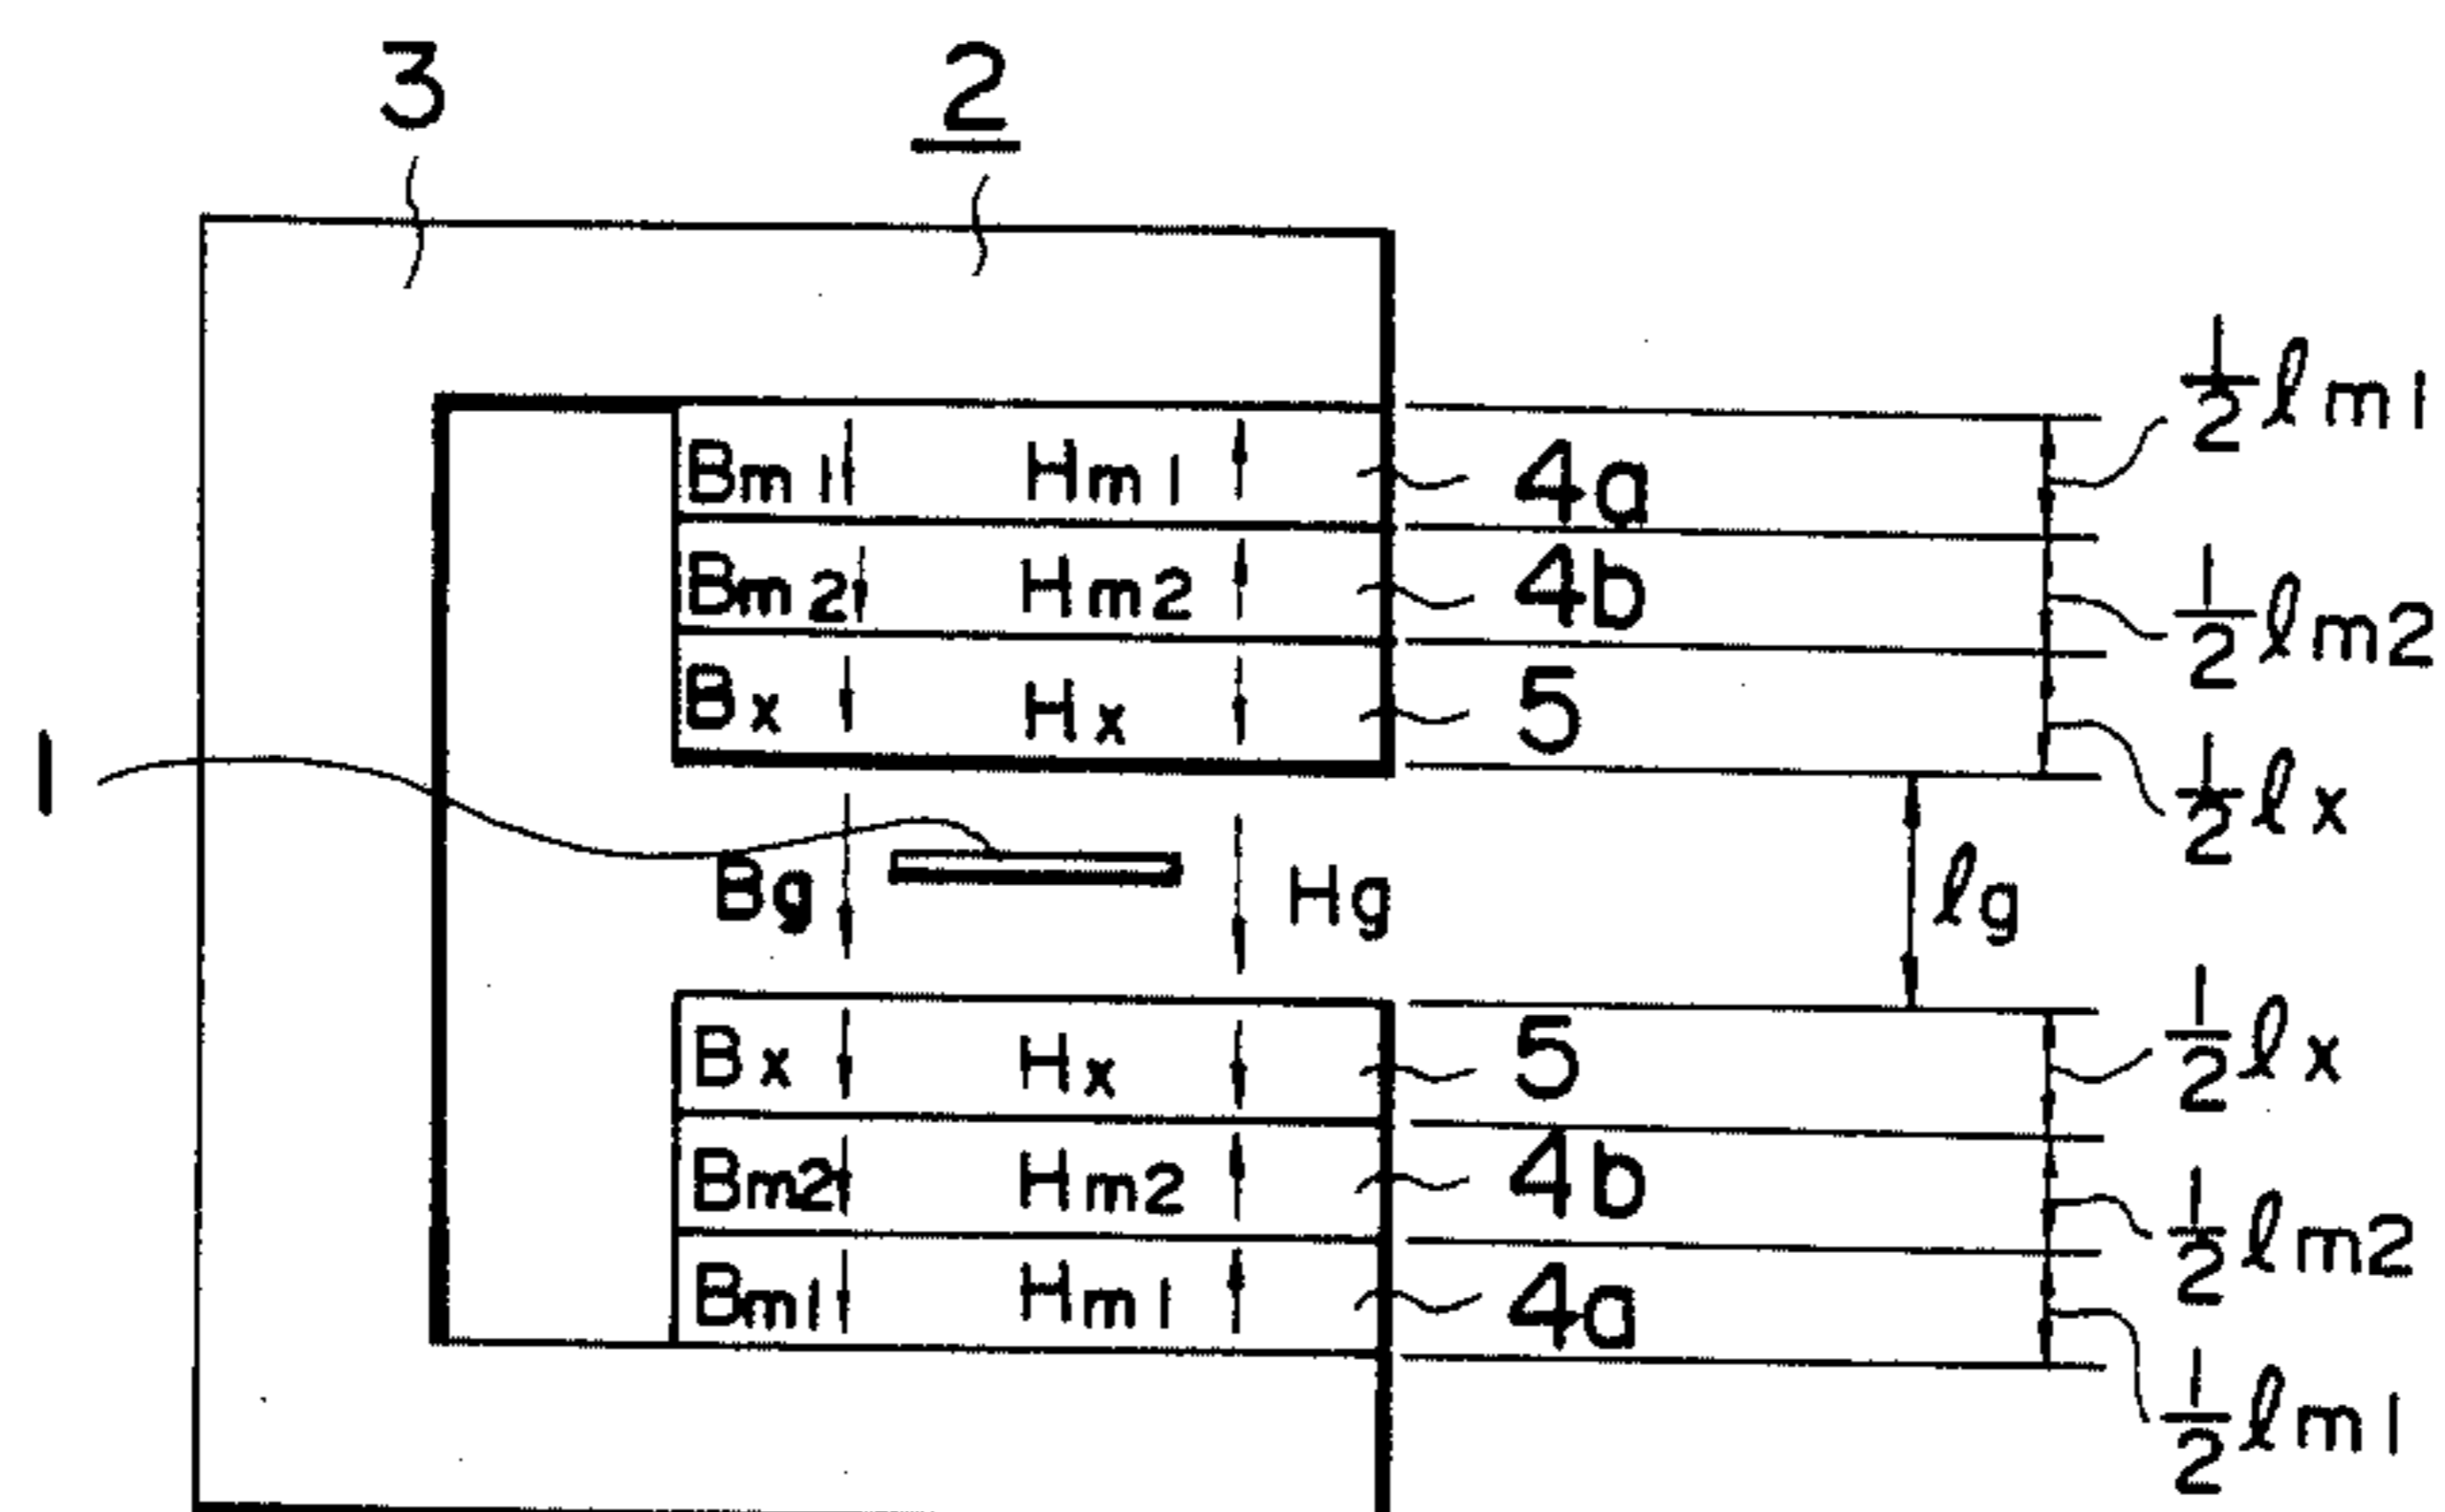 3 2
1/2 ℓm1
Bm1 Hm1 4a
Bm2 Hm2 4b
1/2 ℓm2
Bx Hx 5
1/2 ℓx
1
Bg Hg ℓg
Bx Hx 5
1/2 ℓx
Bm2 Hm2 4b
1/2 ℓm2
Bm1 Hm1 4a
1/2 ℓm1